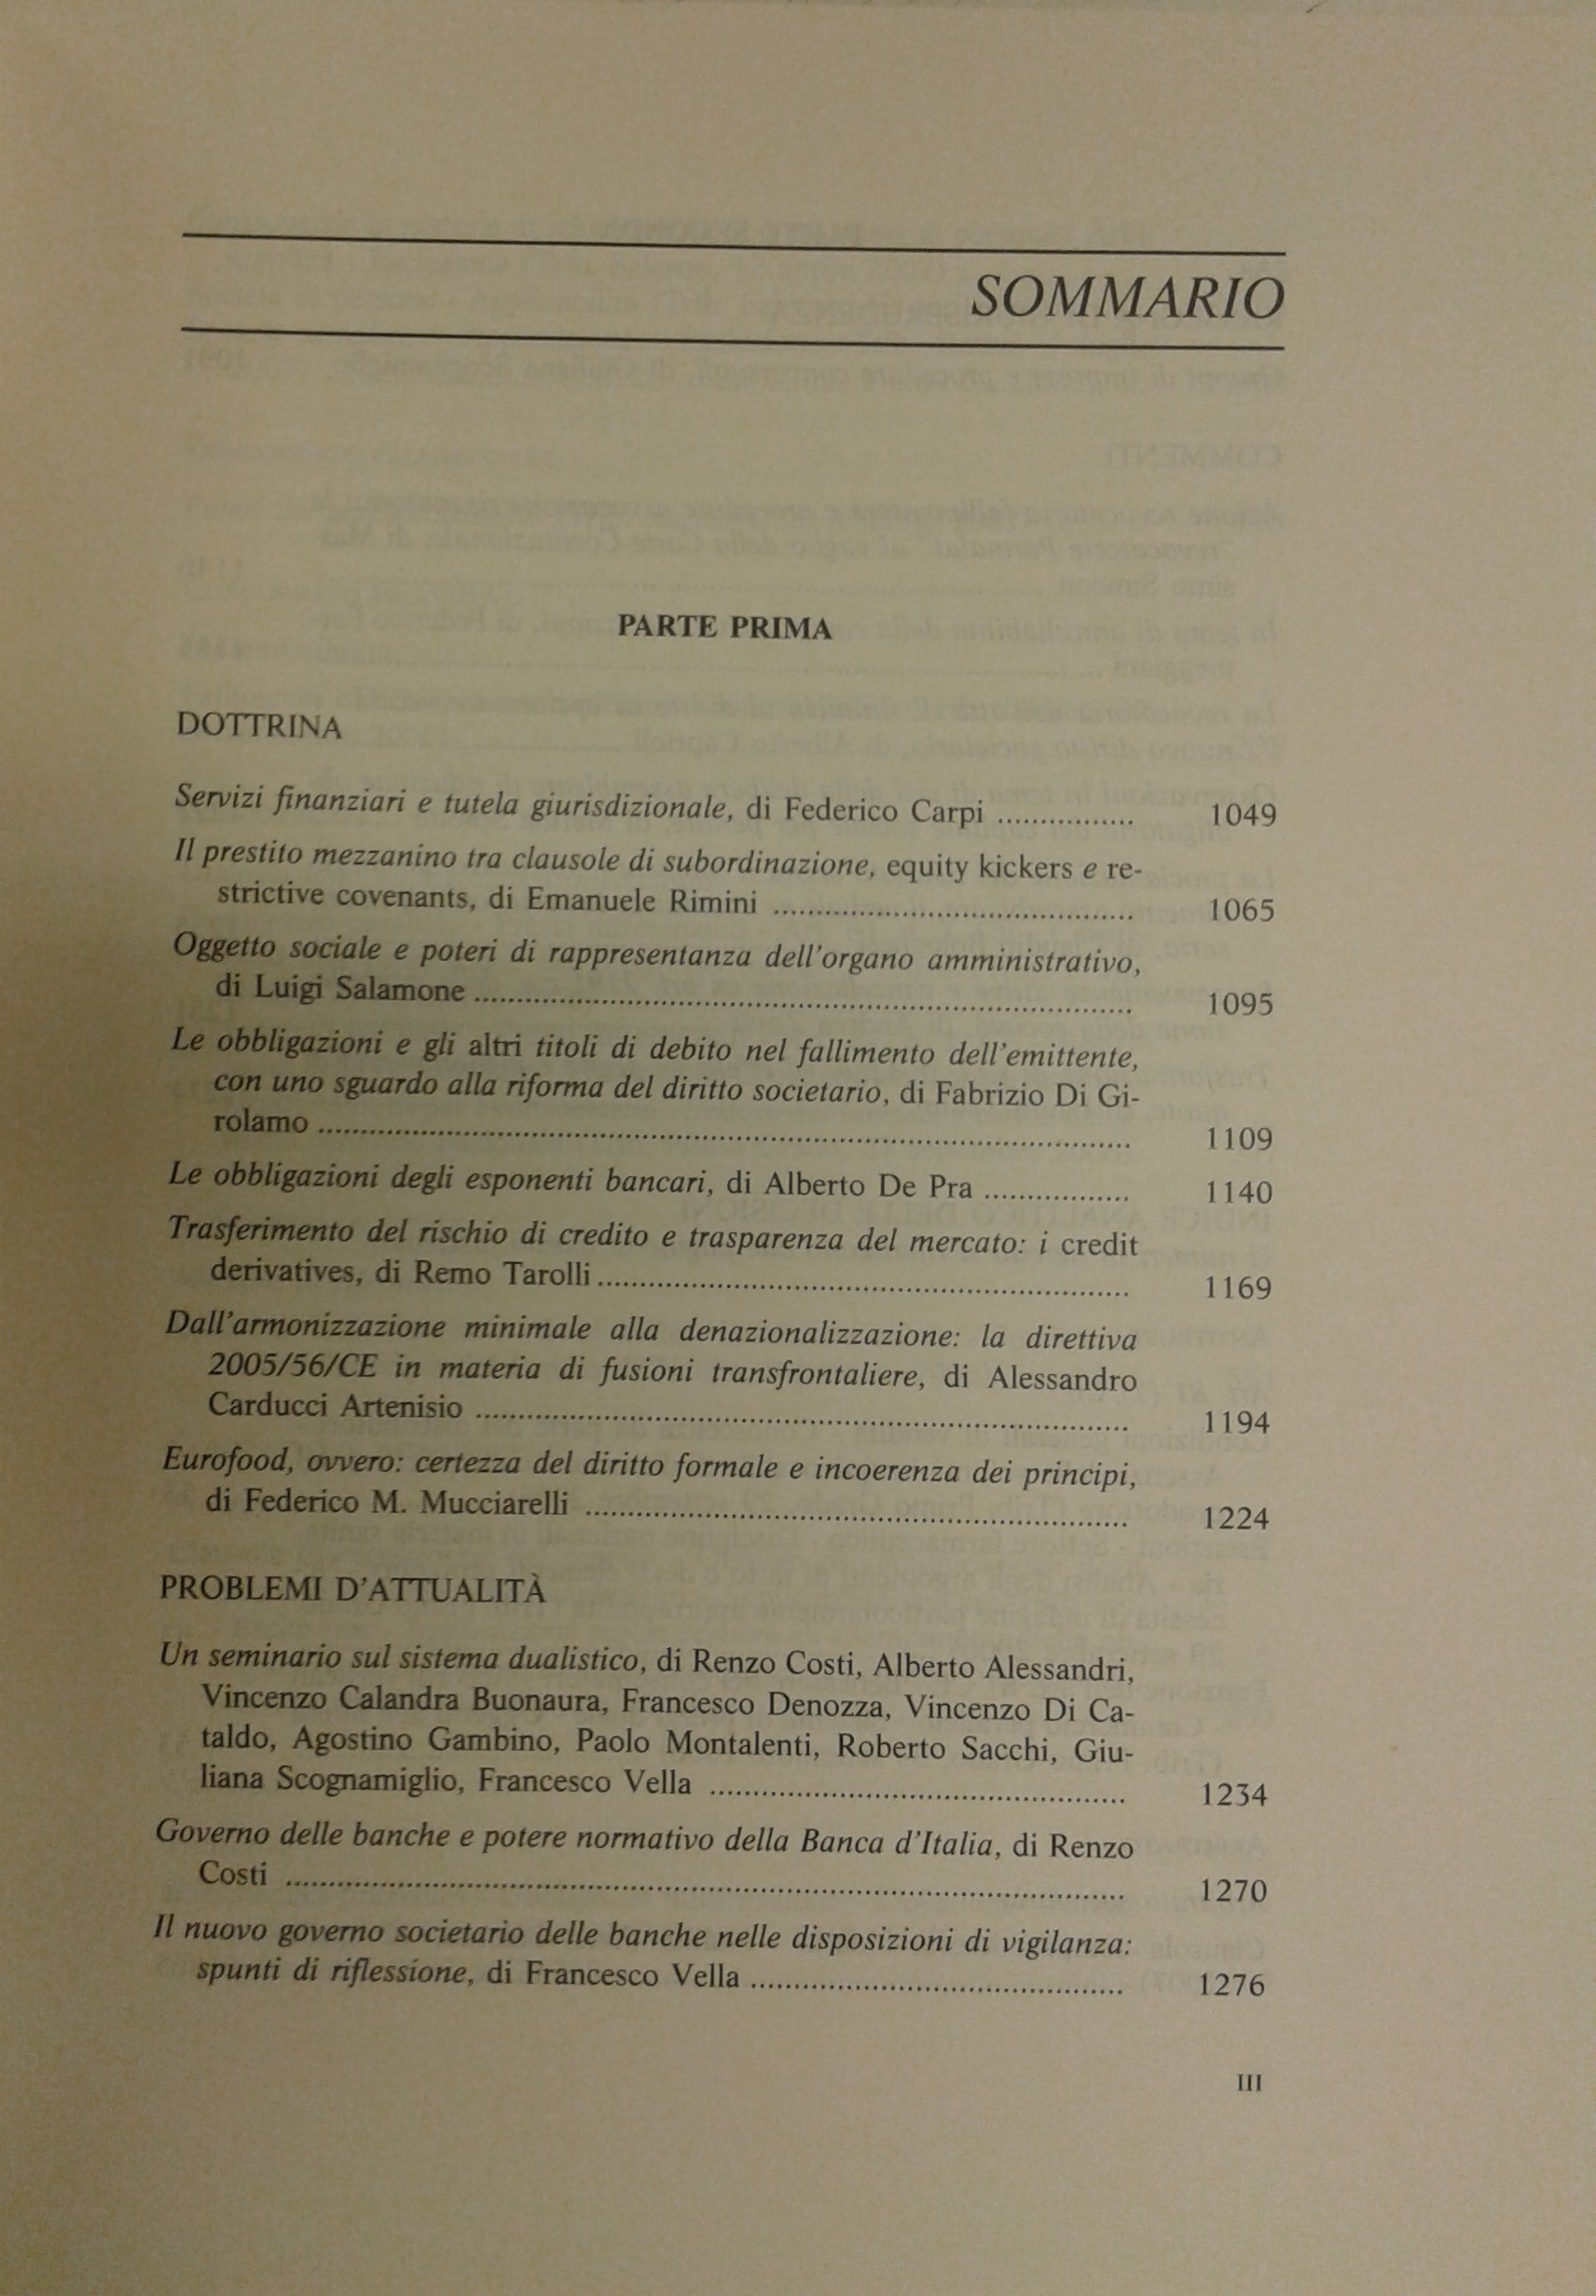 SOMMARIO
PARTE PRIMA
DOTTRINA
Servizi finanziari e tutela giurisdizionale, di Federico Carpi ................ 1049
Il prestito mezzanino tra clausole di subordinazione, equity kickers e re-
strictive covenants, di Emanuele Rimini .......................................... 1065
Oggetto sociale e poteri di rappresentanza dell'organo amministrativo,
di Luigi Salamone ............................................................................. 1095
Le obbligazioni e gli altri titoli di debito nel fallimento dell'emittente,
con uno sguardo alla riforma del diritto societario, di Fabrizio Di Gi-
rolamo ............................................................................................... 1109
Le obbligazioni degli esponenti bancari, di Alberto De Pra ................. 1140
Trasferimento del rischio di credito e trasparenza del mercato: i credit
derivatives, di Remo Tarolli .............................................................. 1169
Dall'armonizzazione minimale alla denazionalizzazione: la direttiva
2005/56/CE in materia di fusioni transfrontaliere, di Alessandro
Carducci Artenisio ............................................................................ 1194
Eurofood, ovvero: certezza del diritto formale e incoerenza dei principi,
di Federico M. Mucciarelli ................................................................ 1224
PROBLEMI D'ATTUALITÀ
Un seminario sul sistema dualistico, di Renzo Costi, Alberto Alessandri,
Vincenzo Calandra Buonaura, Francesco Denozza, Vincenzo Di Ca-
taldo, Agostino Gambino, Paolo Montalenti, Roberto Sacchi, Giu-
liana Scognamiglio, Francesco Vella ................................................. 1234
Governo delle banche e potere normativo della Banca d'Italia, di Renzo
Costi .................................................................................................. 1270
Il nuovo governo societario delle banche nelle disposizioni di vigilanza:
spunti di riflessione, di Francesco Vella ............................................ 1276
III